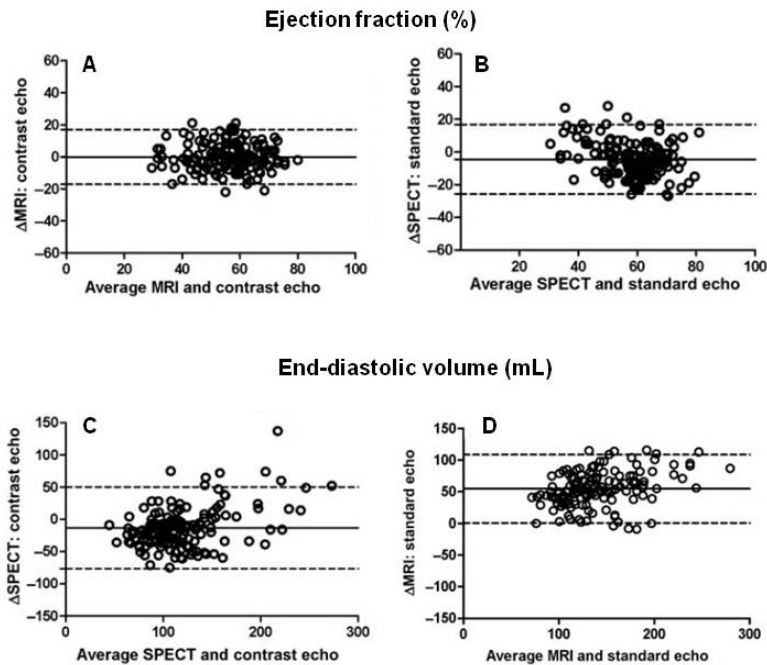 Ejection fraction (%)
A
60
40
20
0
–20
–40
–60
ΔMRI: contrast echo
0 20 40 60 80 100
Average MRI and contrast echo
B
60
40
20
0
–20
–40
–60
ΔSPECT: standard echo
20 40 60 80 100
Average SPECT and standard echo
End-diastolic volume (mL)
C
150
100
50
0
–50
–100
–150
ΔSPECT: contrast echo
0 100 200 300
Average SPECT and contrast echo
D
150
100
50
0
–50
–100
–150
ΔMRI: standard echo
0 100 200 300
Average MRI and standard echo